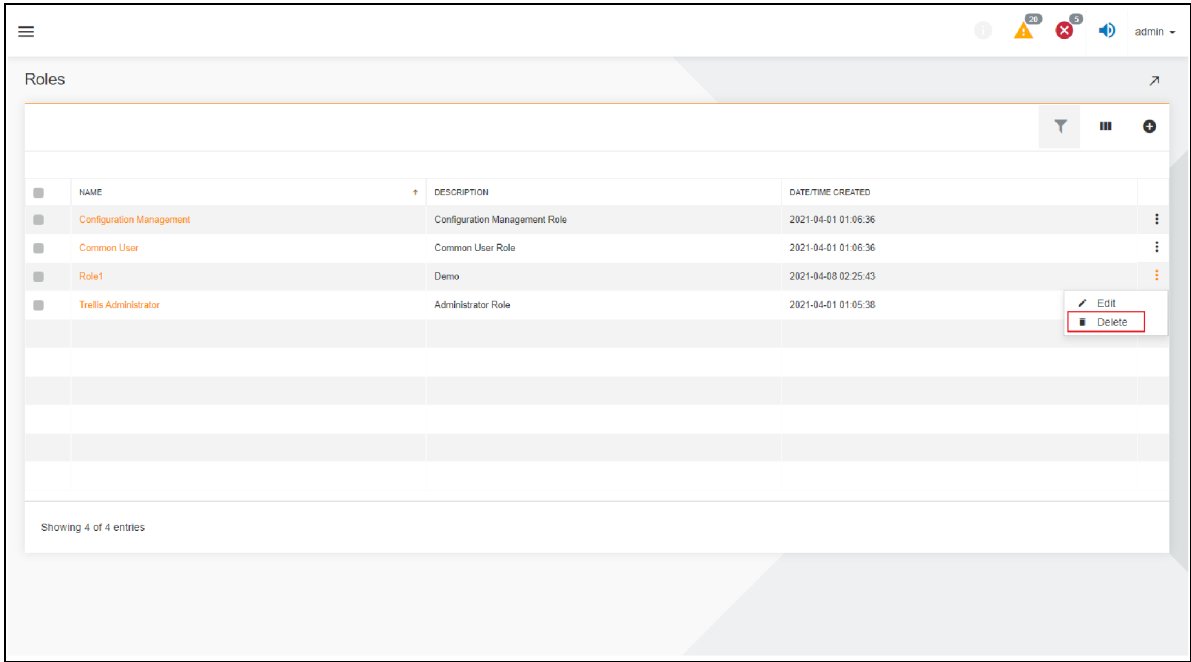 20 5 admin
Roles
NAME DESCRIPTION DATE/TIME CREATED
Configuration Management Configuration Management Role 2021-04-01 01:06:36
Common User Common User Role 2021-04-01 01:06:36
Role1 Demo 2021-04-08 02:25:43
Trellis Administrator Administrator Role 2021-04-01 01:05:38
Edit
Delete
Showing 4 of 4 entries